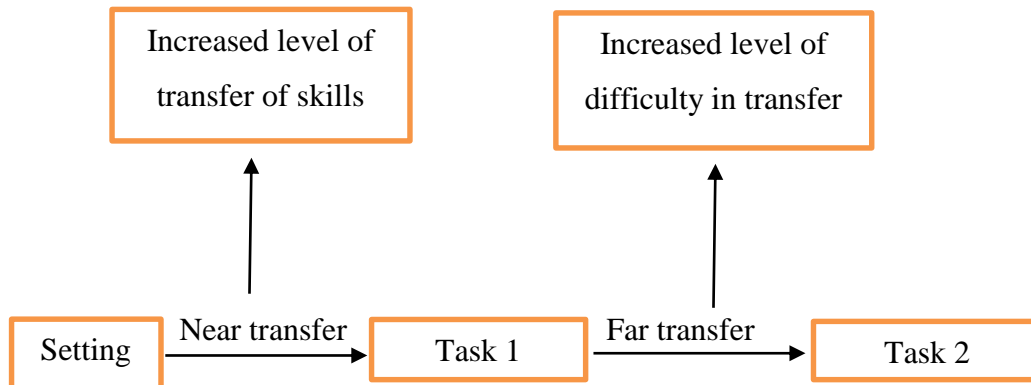 Increased level of
transfer of skills
Increased level of
difficulty in transfer
Setting
Near transfer
Task 1
Far transfer
Task 2